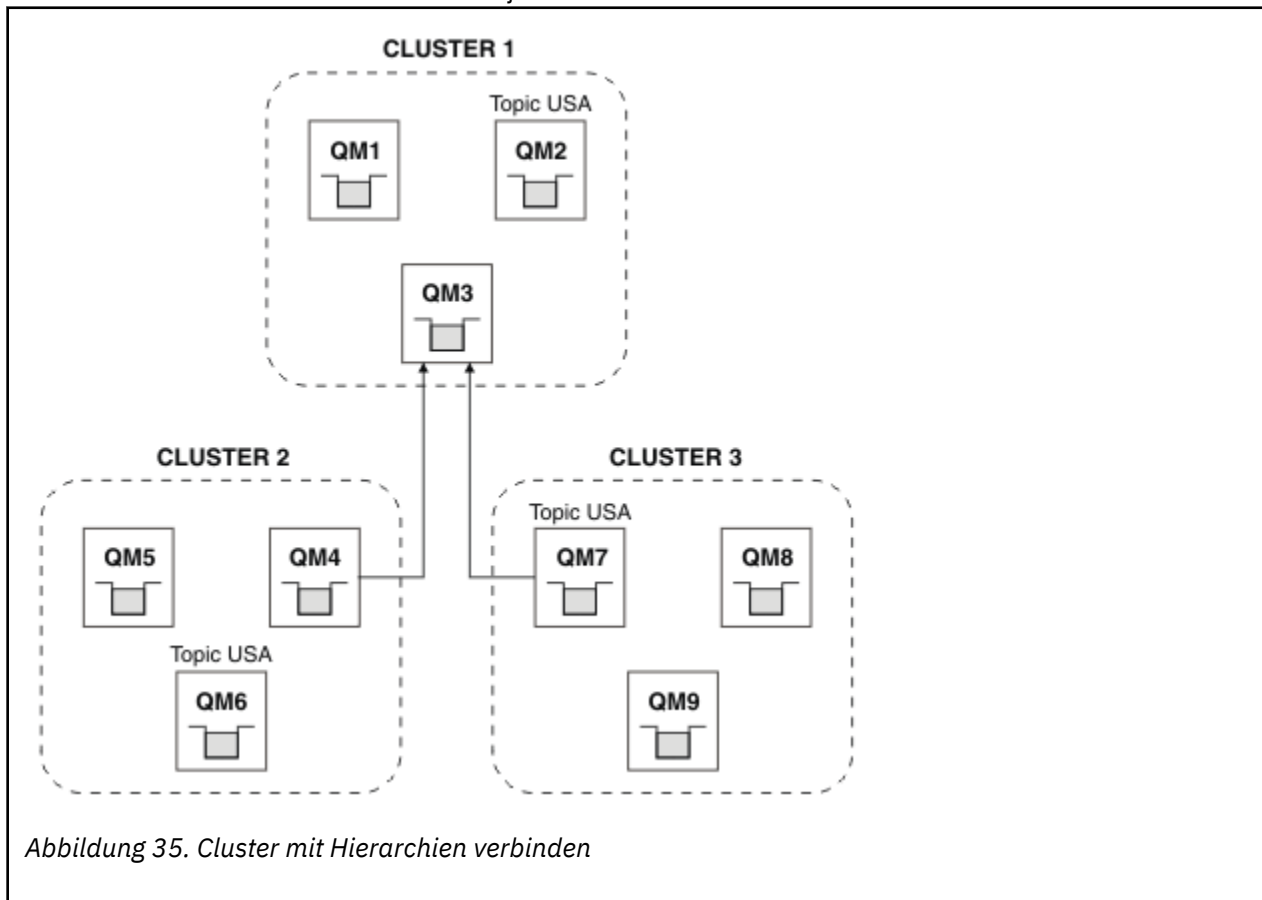 CLUSTER 1
Topic USA
QM1
QM2
QM3
CLUSTER 2
CLUSTER 3
Topic USA
QM5
QM4
QM7
QM8
Topic USA
QM6
QM9
Abbildung 35. Cluster mit Hierarchien verbinden